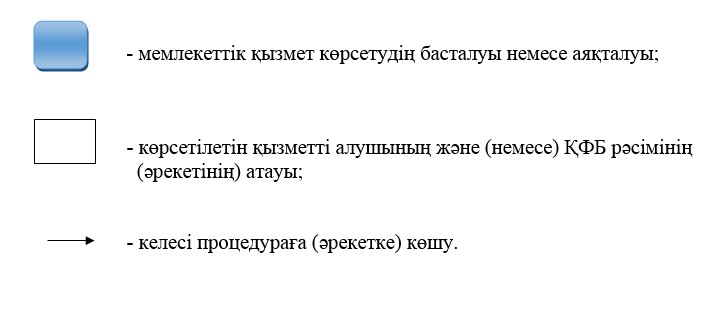 - мемлекеттік қызмет көрсетудің басталуы немесе аяқталуы;
- көрсетілетін қызметті алушының және (немесе) ҚФБ рәсімінің
(әрекетінің) атауы;
- келесі процедураға (әрекетке) көшу.